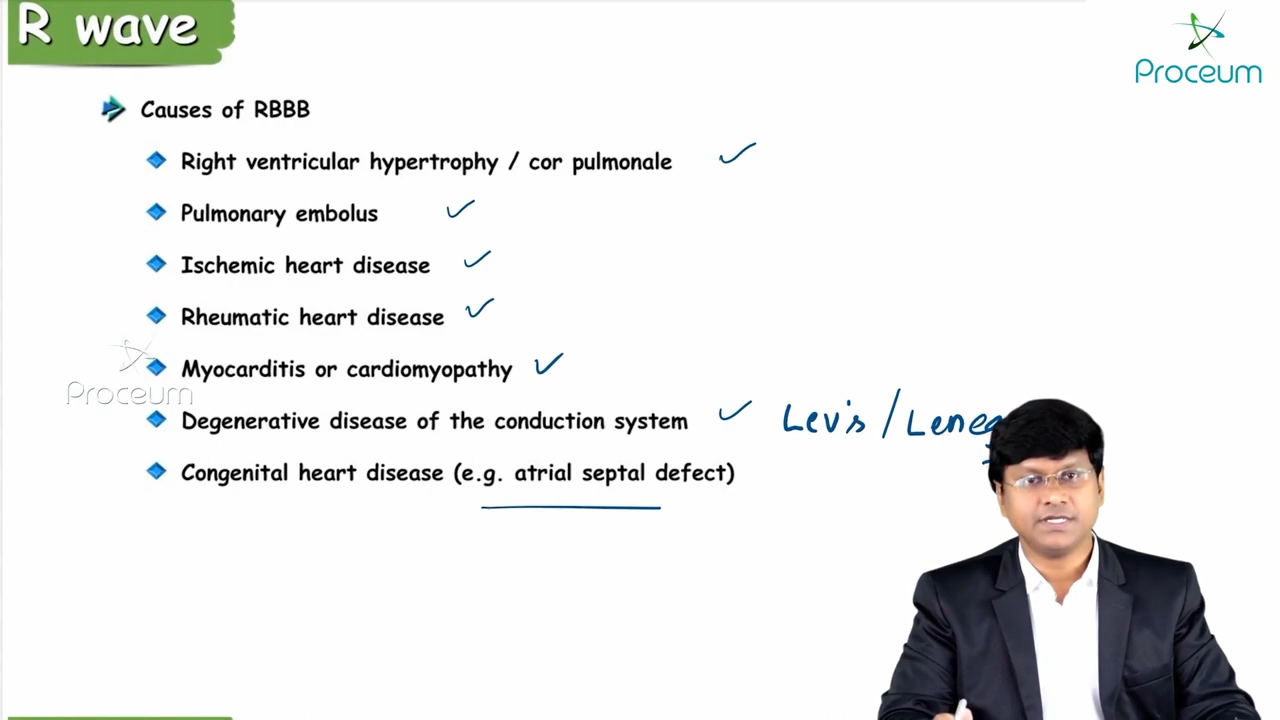 R wave
Proceum
Causes of RBBB
Right ventricular hypertrophy / cor pulmonale
Pulmonary embolus
Ischemic heart disease
Rheumatic heart disease
Myocarditis or cardiomyopathy
Proceum
Degenerative disease of the conduction system Lev's /
Congenital heart disease (e.g. atrial septal defect)